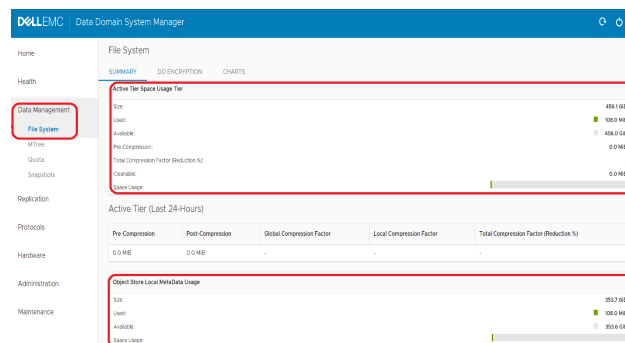 DELLEMC Data Domain System Manager
Home
Health
Data Management
File System
MTree
Quota
Snapshots
Replication
Protocols
Hardware
Administration
Maintenance
File System
SUMMARY DD ENCRYPTION CHARTS
Active Tier Space Usage Tier
Size: 456.1 GiB
Used: 108.0 MiB
Available: 456.0 GiB
Pre-Compression: 0.0 MiB
Total Compression Factor (Reduction %):
Cleanable: 0.0 MiB
Space Usage:
Active Tier (Last 24-Hours)
Pre-Compression Post-Compression Global Compression Factor Local Compression Factor Total Compression Factor (Reduction %)
0.0 MiB 0.0 MiB - - -
Object Store Local MetaData Usage
Size: 353.7 GiB
Used: 108.0 MiB
Available: 353.6 GiB
Space Usage: